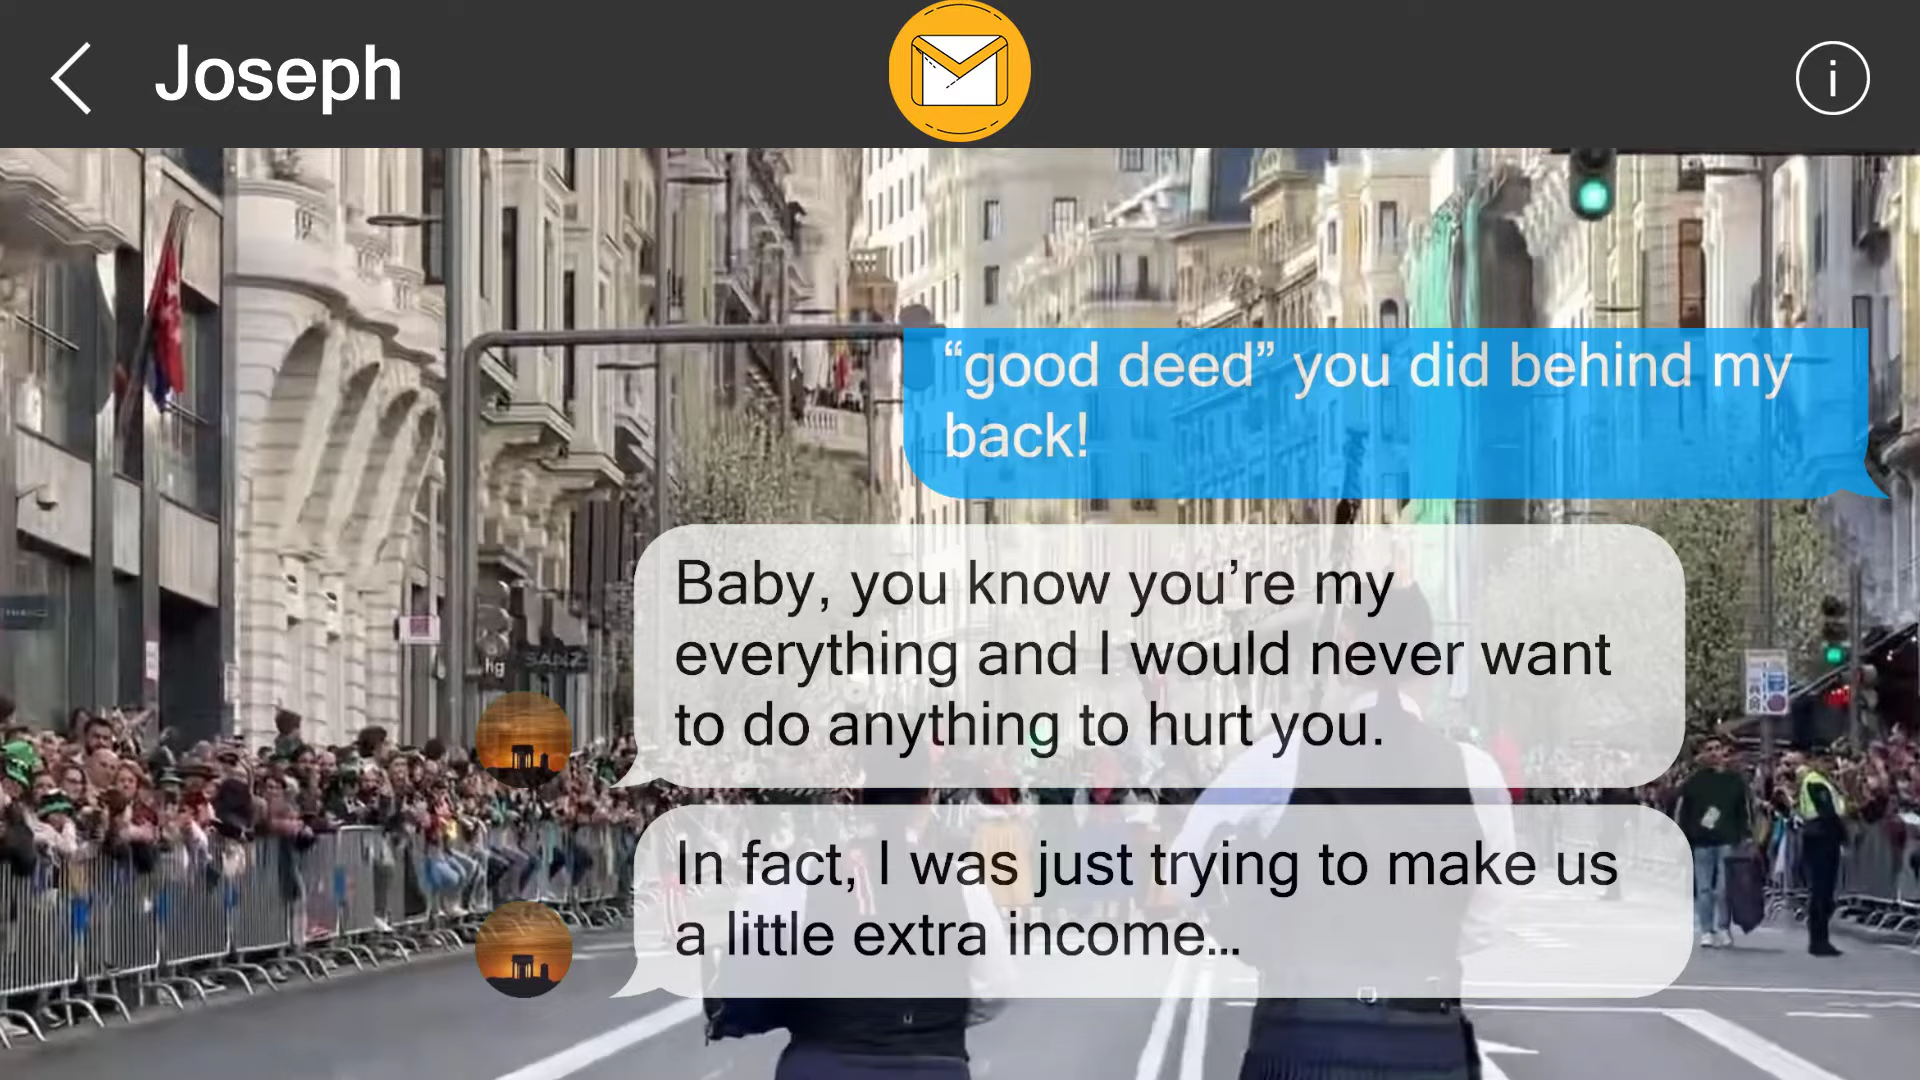 Joseph
“good deed” you did behind my
back!
Baby, you know you’re my
everything and I would never want
to do anything to hurt you.
In fact, I was just trying to make us
a little extra income...
hg